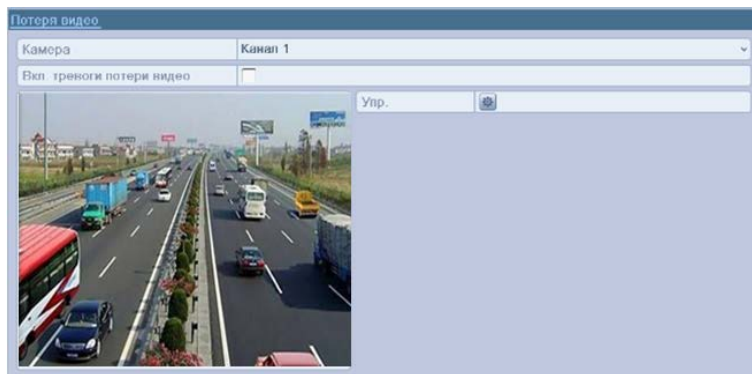 Потеря видео
Камера
Канал 1
Вкл. тревоги потери видео
Упр.